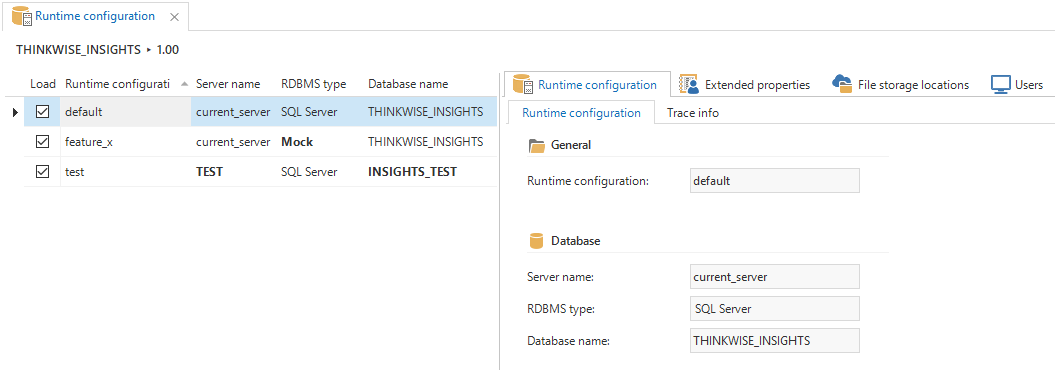 Runtime configuration
THINKWISE_INSIGHTS ▸ 1.00
Load Runtime configurati Server name RDBMS type Database name
default current_server SQL Server THINKWISE_INSIGHTS
feature_x current_server Mock THINKWISE_INSIGHTS
test TEST SQL Server INSIGHTS_TEST
Runtime configuration Extended properties File storage locations Users
Runtime configuration Trace info
General
Runtime configuration: default
Database
Server name: current_server
RDBMS type: SQL Server
Database name: THINKWISE_INSIGHTS